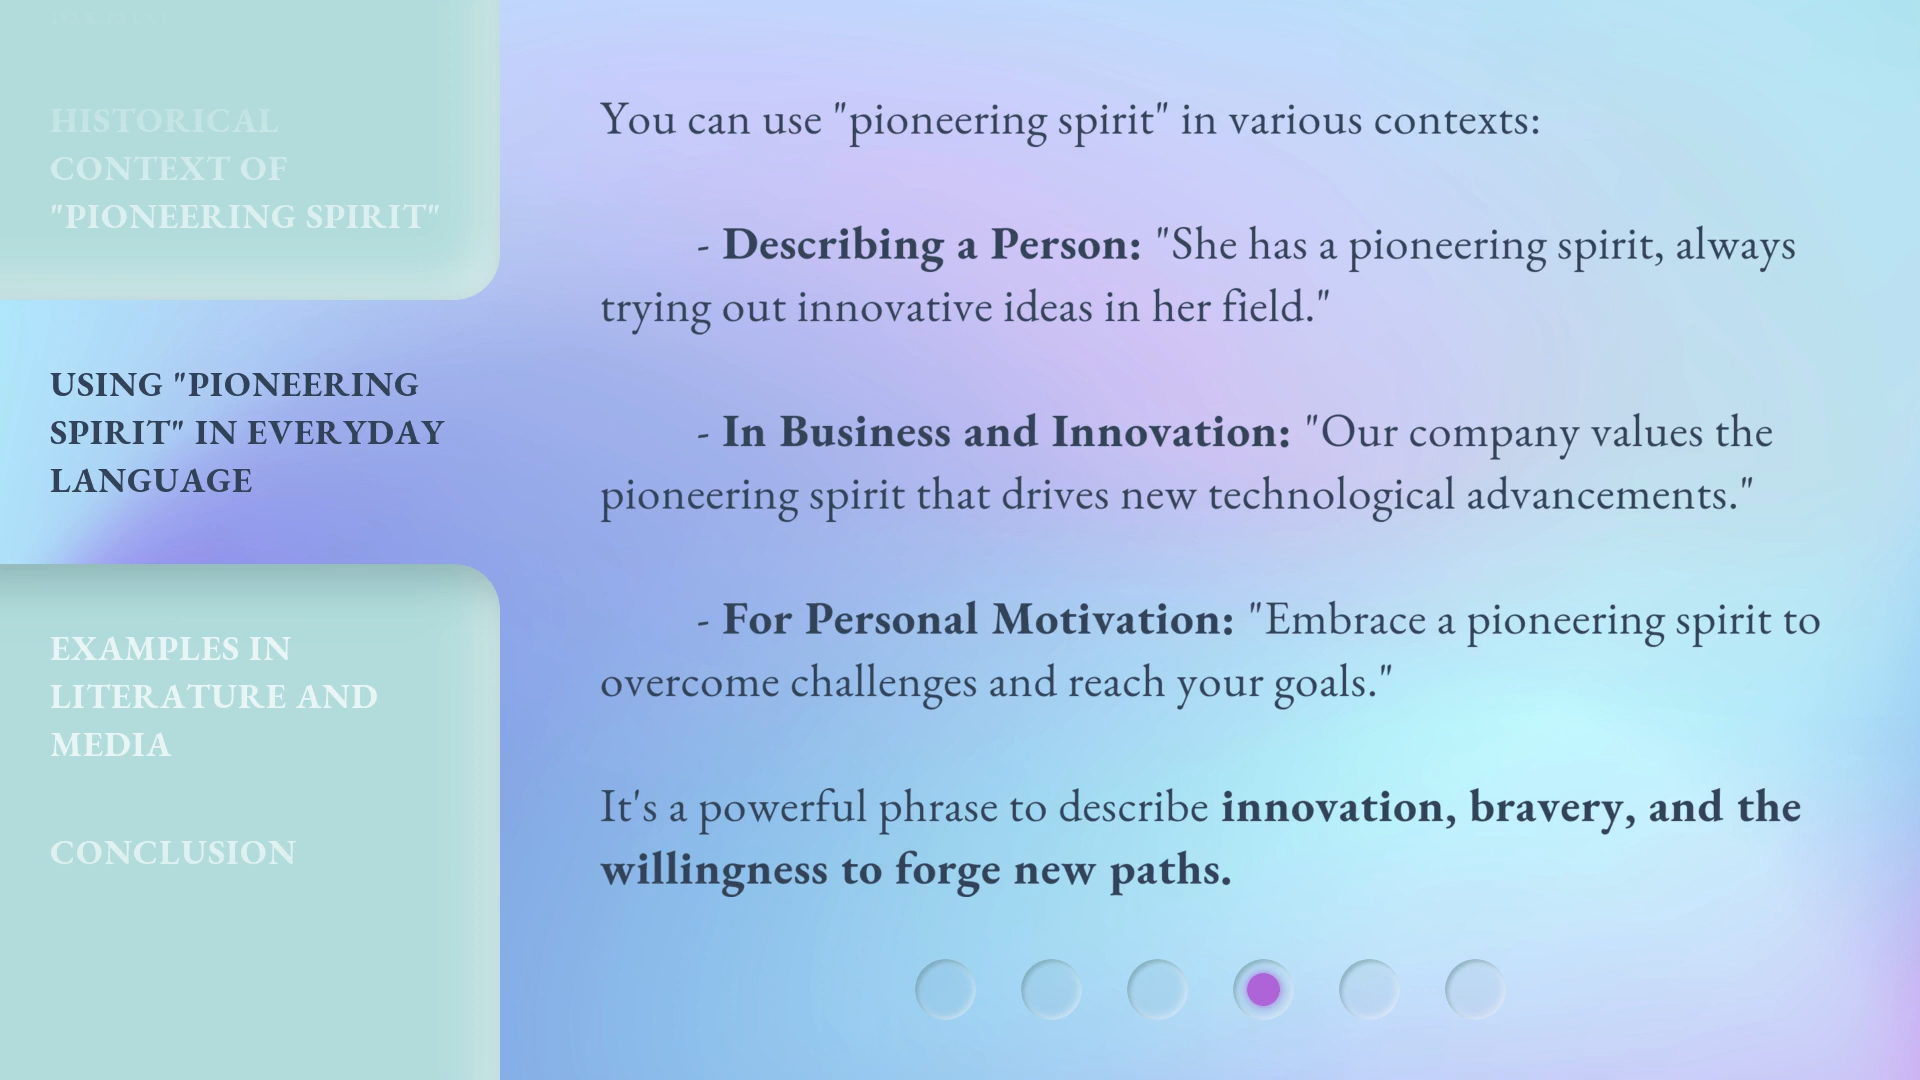 HISTORICAL
CONTEXT OF
"PIONEERING SPIRIT"
USING "PIONEERING
SPIRIT" IN EVERYDAY
LANGUAGE
EXAMPLES IN
LITERATURE AND
MEDIA
CONCLUSION
You can use "pioneering spirit" in various contexts:
- Describing a Person: "She has a pioneering spirit, always
trying out innovative ideas in her field."
- In Business and Innovation: "Our company values the
pioneering spirit that drives new technological advancements."
- For Personal Motivation: "Embrace a pioneering spirit to
overcome challenges and reach your goals."
It's a powerful phrase to describe innovation, bravery, and the
willingness to forge new paths.